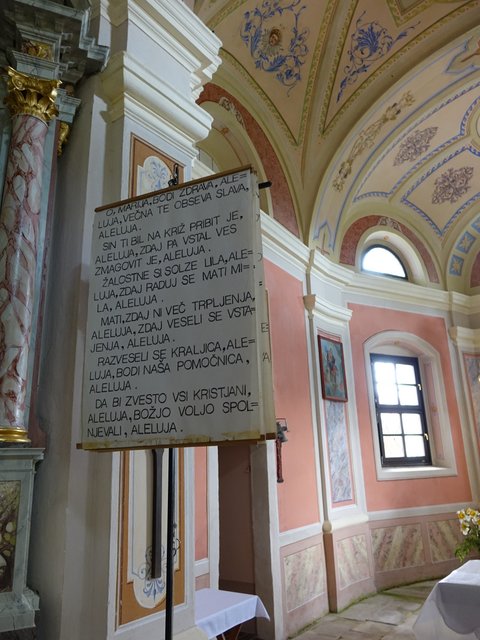 O, MARIJA, BODI ZDRAVA, ALE=
LUJA, VEČNA TE OBSEVA SLAVA,
ALELUJA.
SIN TI BIL NA KRIŽ PRIBIT JE,
ALELUJA, ZDAJ PA VSTAL VES
ZMAGOVIT JE, ALELUJA.
ŽALOSTNE SI SOLZE LILA, ALE=
LUJA, ZDAJ RADUJ SE MATI MI=
LA, ALELUJA.
MATI, ZDAJ NI VEČ TRPLJENJA,
ALELUJA, ZDAJ VESELI SE VSTA=
JENJA, ALELUJA.
RAZVESELI SE KRALJICA, ALE=
LUJA, BODI NAŠA POMOČNICA,
ALELUJA.
DA BI ZVESTO VSI KRISTJANI,
ALELUJA, BOŽJO VOLJO SPOL=
NJEVALI, ALELUJA.